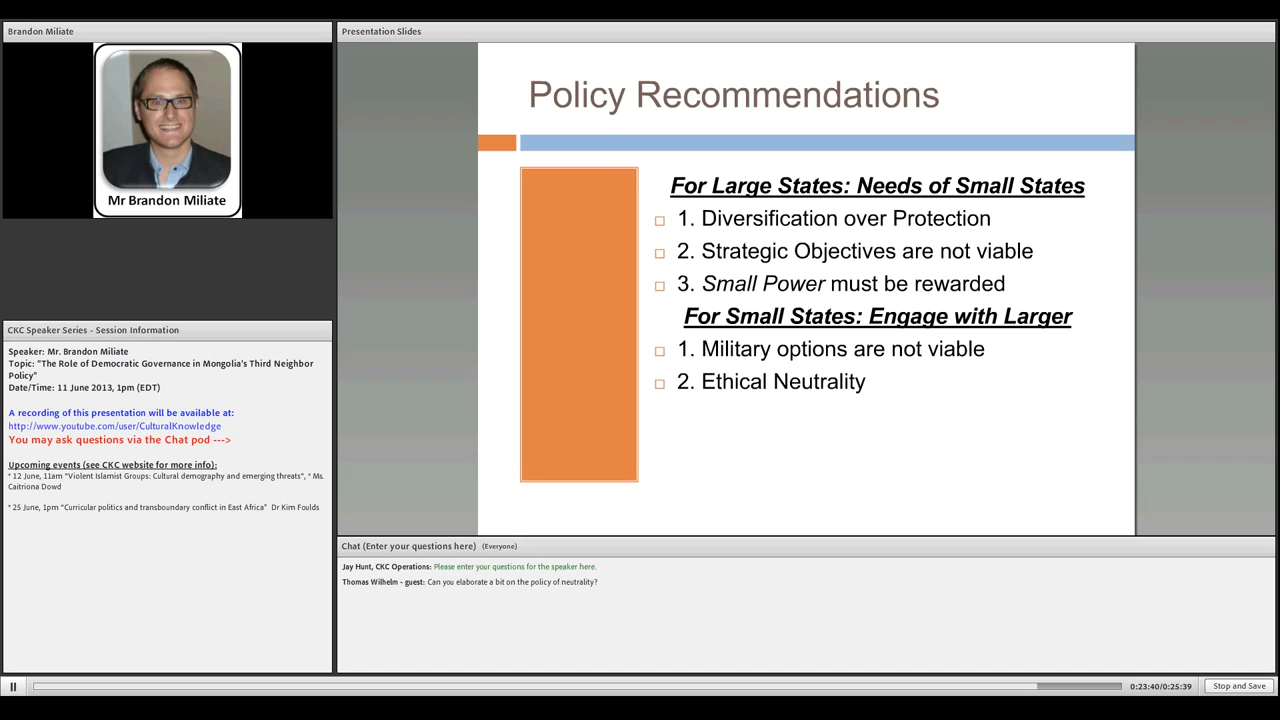 Brandon Miliate
Mr Brandon Miliate
CKC Speaker Series - Session Information
Speaker: Mr. Brandon Miliate
Topic: "The Role of Democratic Governance in Mongolia's Third Neighbor
Policy"
Date/Time: 11 June 2013, 1pm (EDT)
A recording of this presentation will be available at:
http://www.youtube.com/user/CulturalKnowledge
You may ask questions via the Chat pod --->
Upcoming events (see CKC website for more info):
* 12 June, 11am "Violent Islamist Groups: Cultural demography and emerging threats", * Ms.
Caitriona Dowd
* 25 June, 1pm "Curricular politics and transboundary conflict in East Africa" Dr Kim Foulds
Presentation Slides
Policy Recommendations
For Large States: Needs of Small States
1. Diversification over Protection
2. Strategic Objectives are not viable
3. Small Power must be rewarded
For Small States: Engage with Larger
1. Military options are not viable
2. Ethical Neutrality
Chat (Enter your questions here) (Everyone)
Jay Hunt, CKC Operations: Please enter your questions for the speaker here.
Thomas Wilhelm - guest: Can you elaborate a bit on the policy of neutrality?
0:23:40/0:25:39
Stop and Save